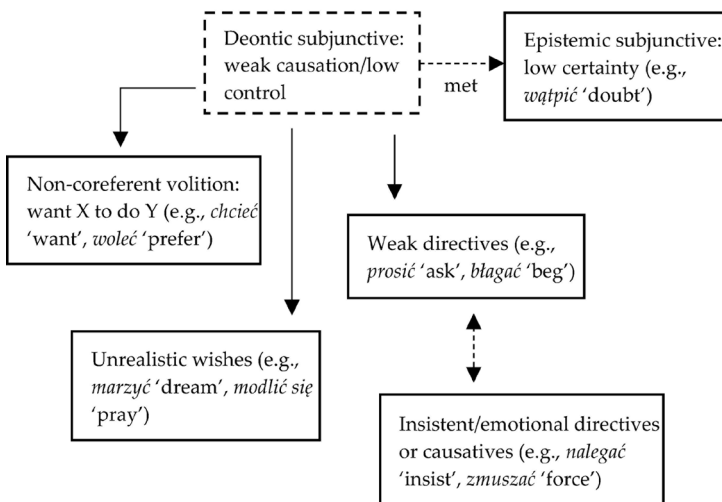 Deontic subjunctive:
weak causation/low
control
met
Epistemic subjunctive:
low certainty (e.g.,
wątpić ‘doubt’)
Non-coreferent volition:
want X to do Y (e.g., chcieć
‘want’, woleć ‘prefer’)
Weak directives (e.g.,
prosić ‘ask’, błagać ‘beg’)
Unrealistic wishes (e.g.,
marzyć ‘dream’, modlić się
‘pray’)
Insistent/emotional directives
or causatives (e.g., nalegać
‘insist’, zmuszać ‘force’)